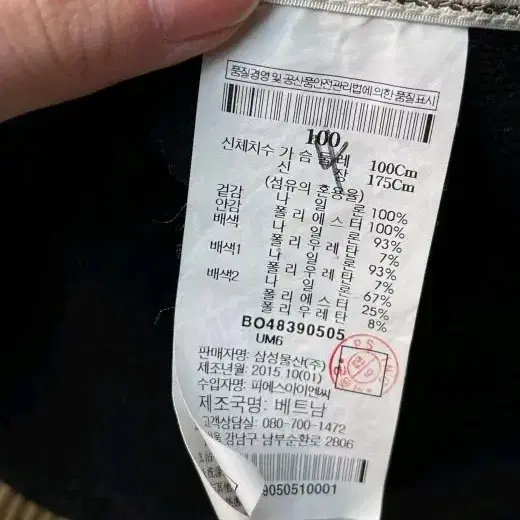 품질경영 및 공산품안전관리법에 의한 품질표시
100
신체치수 가슴둘레 100Cm
신 장 175Cm
(섬유의 혼용율)
겉감 나 일 론 100%
안감 폴 리 에 스 터 100%
배색 나 일 론 93%
폴 리 우 레 탄 7%
배색1 나 일 론 93%
폴 리 우 레 탄 7%
배색2 나 일 론 67%
폴 리 에 스 터 25%
폴 리 우 레 탄 8%
BO48390505
UM6
판매자명: 삼성물산(주)
제조년월: 2015.10(01)
수입자명: 피에스아이엔씨
제조국명: 베트남
고객상담실: 080-700-1472
강남구 남부순환로 2806
9050510001